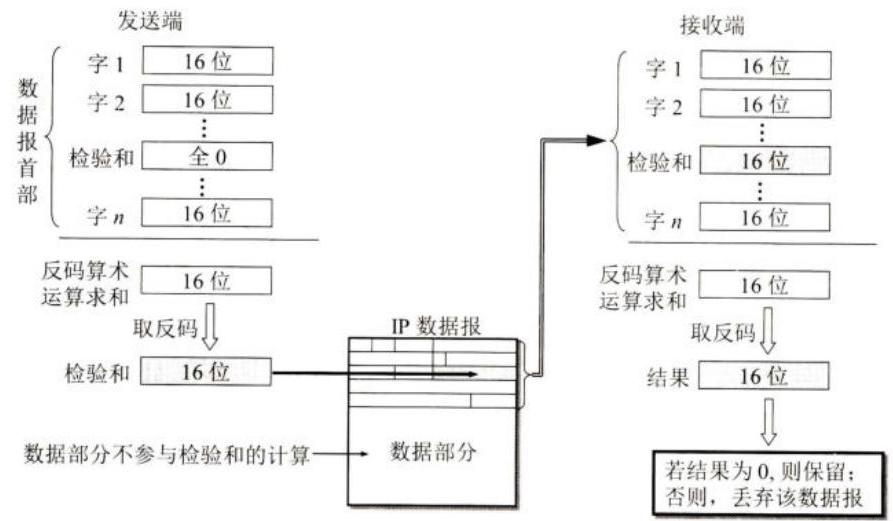 发送端
数据报首部
字 1 16 位
字 2 16 位
检验和 全 0
字 n 16 位
反码算术
运算求和
16 位
取反码
检验和 16 位
数据部分不参与检验和的计算
IP 数据报
数据部分
接收端
字 1 16 位
字 2 16 位
检验和 16 位
字 n 16 位
反码算术
运算求和
16 位
取反码
结果 16 位
若结果为 0, 则保留；
否则，丢弃该数据报